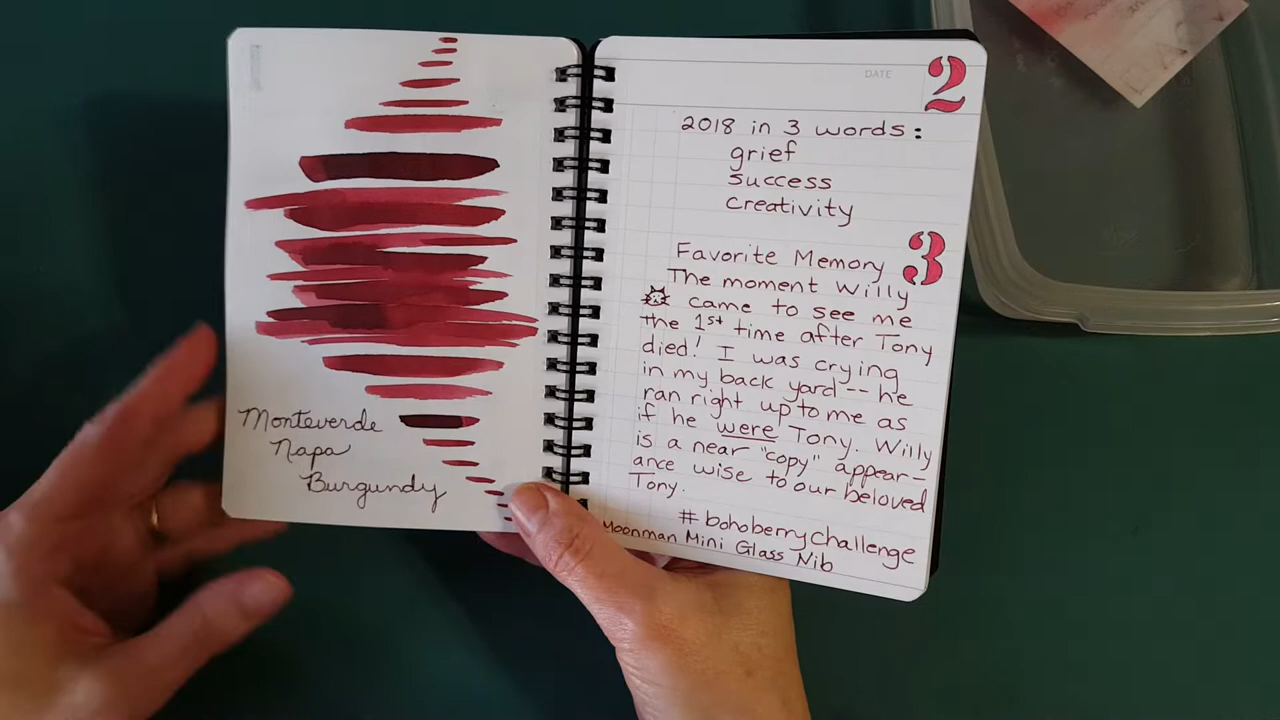 Monteverde
Napa
Burgundy
DATE
2
2018 in 3 words:
grief
success
creativity
3
Favorite Memory
The moment Willy
came to see me
the 1st time after Tony
died! I was crying
in my back yard -- he
ran right up to me as
if he were Tony. Willy
is a near "copy" appear-
ance wise to our beloved
Tony.
#bohoberrychallenge
Moonman Mini Glass Nib